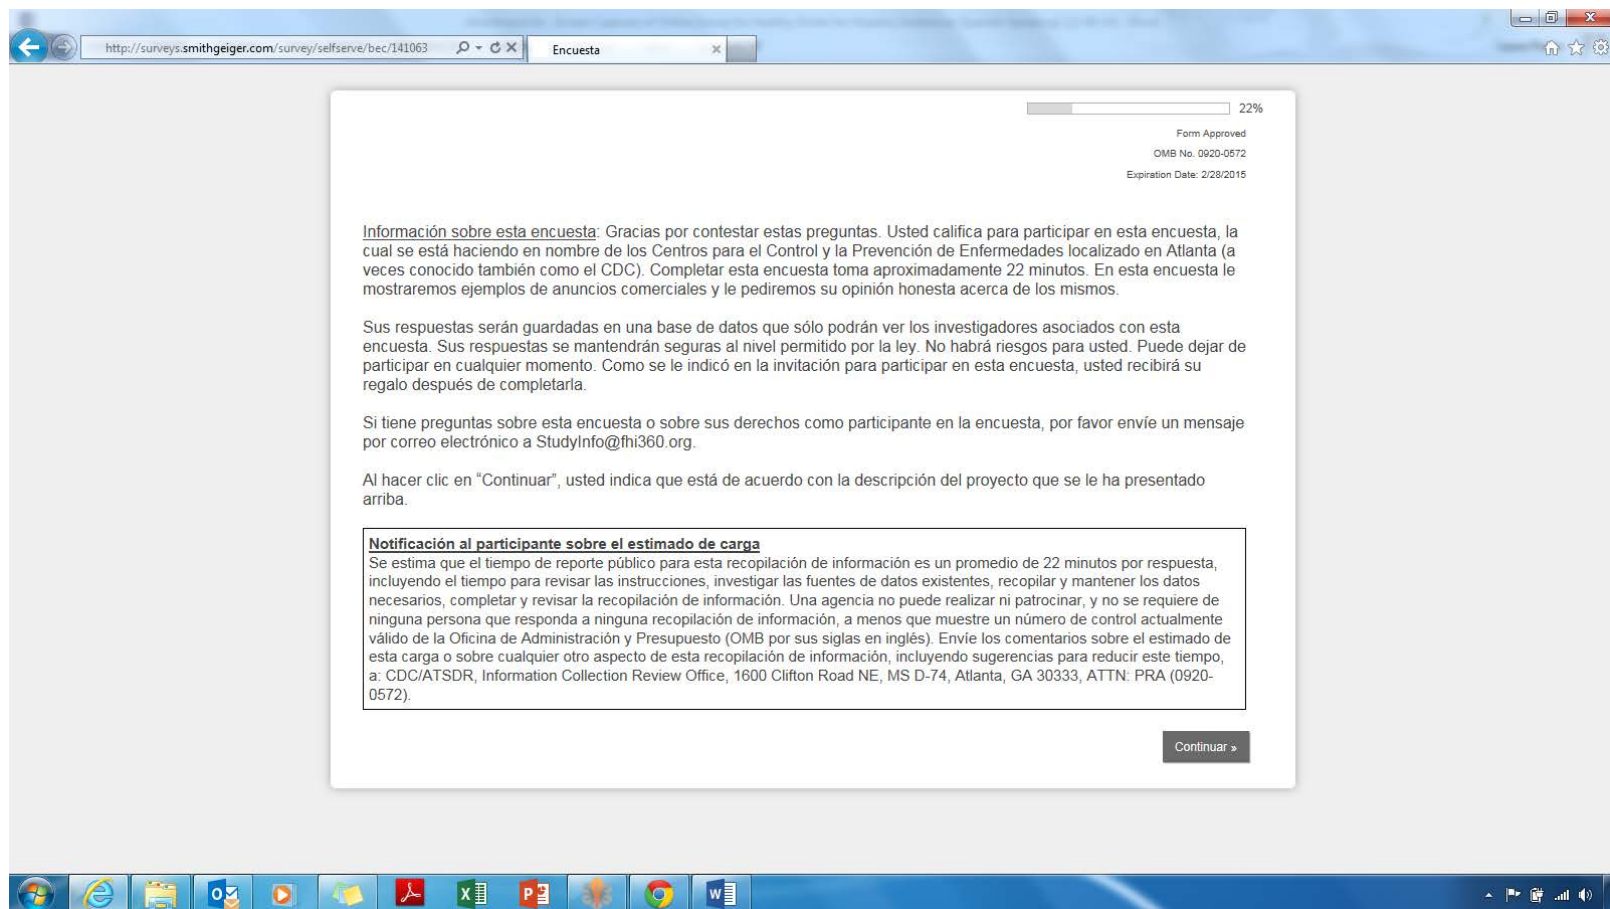 http://surveys.smithgeiger.com/survey/selfserve/bec/141063
Encuesta
22%
Form Approved
OMB No. 0920-0572
Expiration Date: 2/28/2015
Información sobre esta encuesta: Gracias por contestar estas preguntas. Usted califica para participar en esta encuesta, la
cual se está haciendo en nombre de los Centros para el Control y la Prevención de Enfermedades localizado en Atlanta (a
veces conocido también como el CDC). Completar esta encuesta toma aproximadamente 22 minutos. En esta encuesta le
mostraremos ejemplos de anuncios comerciales y le pediremos su opinión honesta acerca de los mismos.
Sus respuestas serán guardadas en una base de datos que sólo podrán ver los investigadores asociados con esta
encuesta. Sus respuestas se mantendrán seguras al nivel permitido por la ley. No habrá riesgos para usted. Puede dejar de
participar en cualquier momento. Como se le indicó en la invitación para participar en esta encuesta, usted recibirá su
regalo después de completarla.
Si tiene preguntas sobre esta encuesta o sobre sus derechos como participante en la encuesta, por favor envíe un mensaje
por correo electrónico a StudyInfo@fhi360.org.
Al hacer clic en “Continuar”, usted indica que está de acuerdo con la descripción del proyecto que se le ha presentado
arriba.
Notificación al participante sobre el estimado de carga
Se estima que el tiempo de reporte público para esta recopilación de información es un promedio de 22 minutos por respuesta,
incluyendo el tiempo para revisar las instrucciones, investigar las fuentes de datos existentes, recopilar y mantener los datos
necesarios, completar y revisar la recopilación de información. Una agencia no puede realizar ni patrocinar, y no se requiere de
ninguna persona que responda a ninguna recopilación de información, a menos que muestre un número de control actualmente
válido de la Oficina de Administración y Presupuesto (OMB por sus siglas en inglés). Envíe los comentarios sobre el estimado de
esta carga o sobre cualquier otro aspecto de esta recopilación de información, incluyendo sugerencias para reducir este tiempo,
a: CDC/ATSDR, Information Collection Review Office, 1600 Clifton Road NE, MS D-74, Atlanta, GA 30333, ATTN: PRA (0920-
0572).
Continuar »